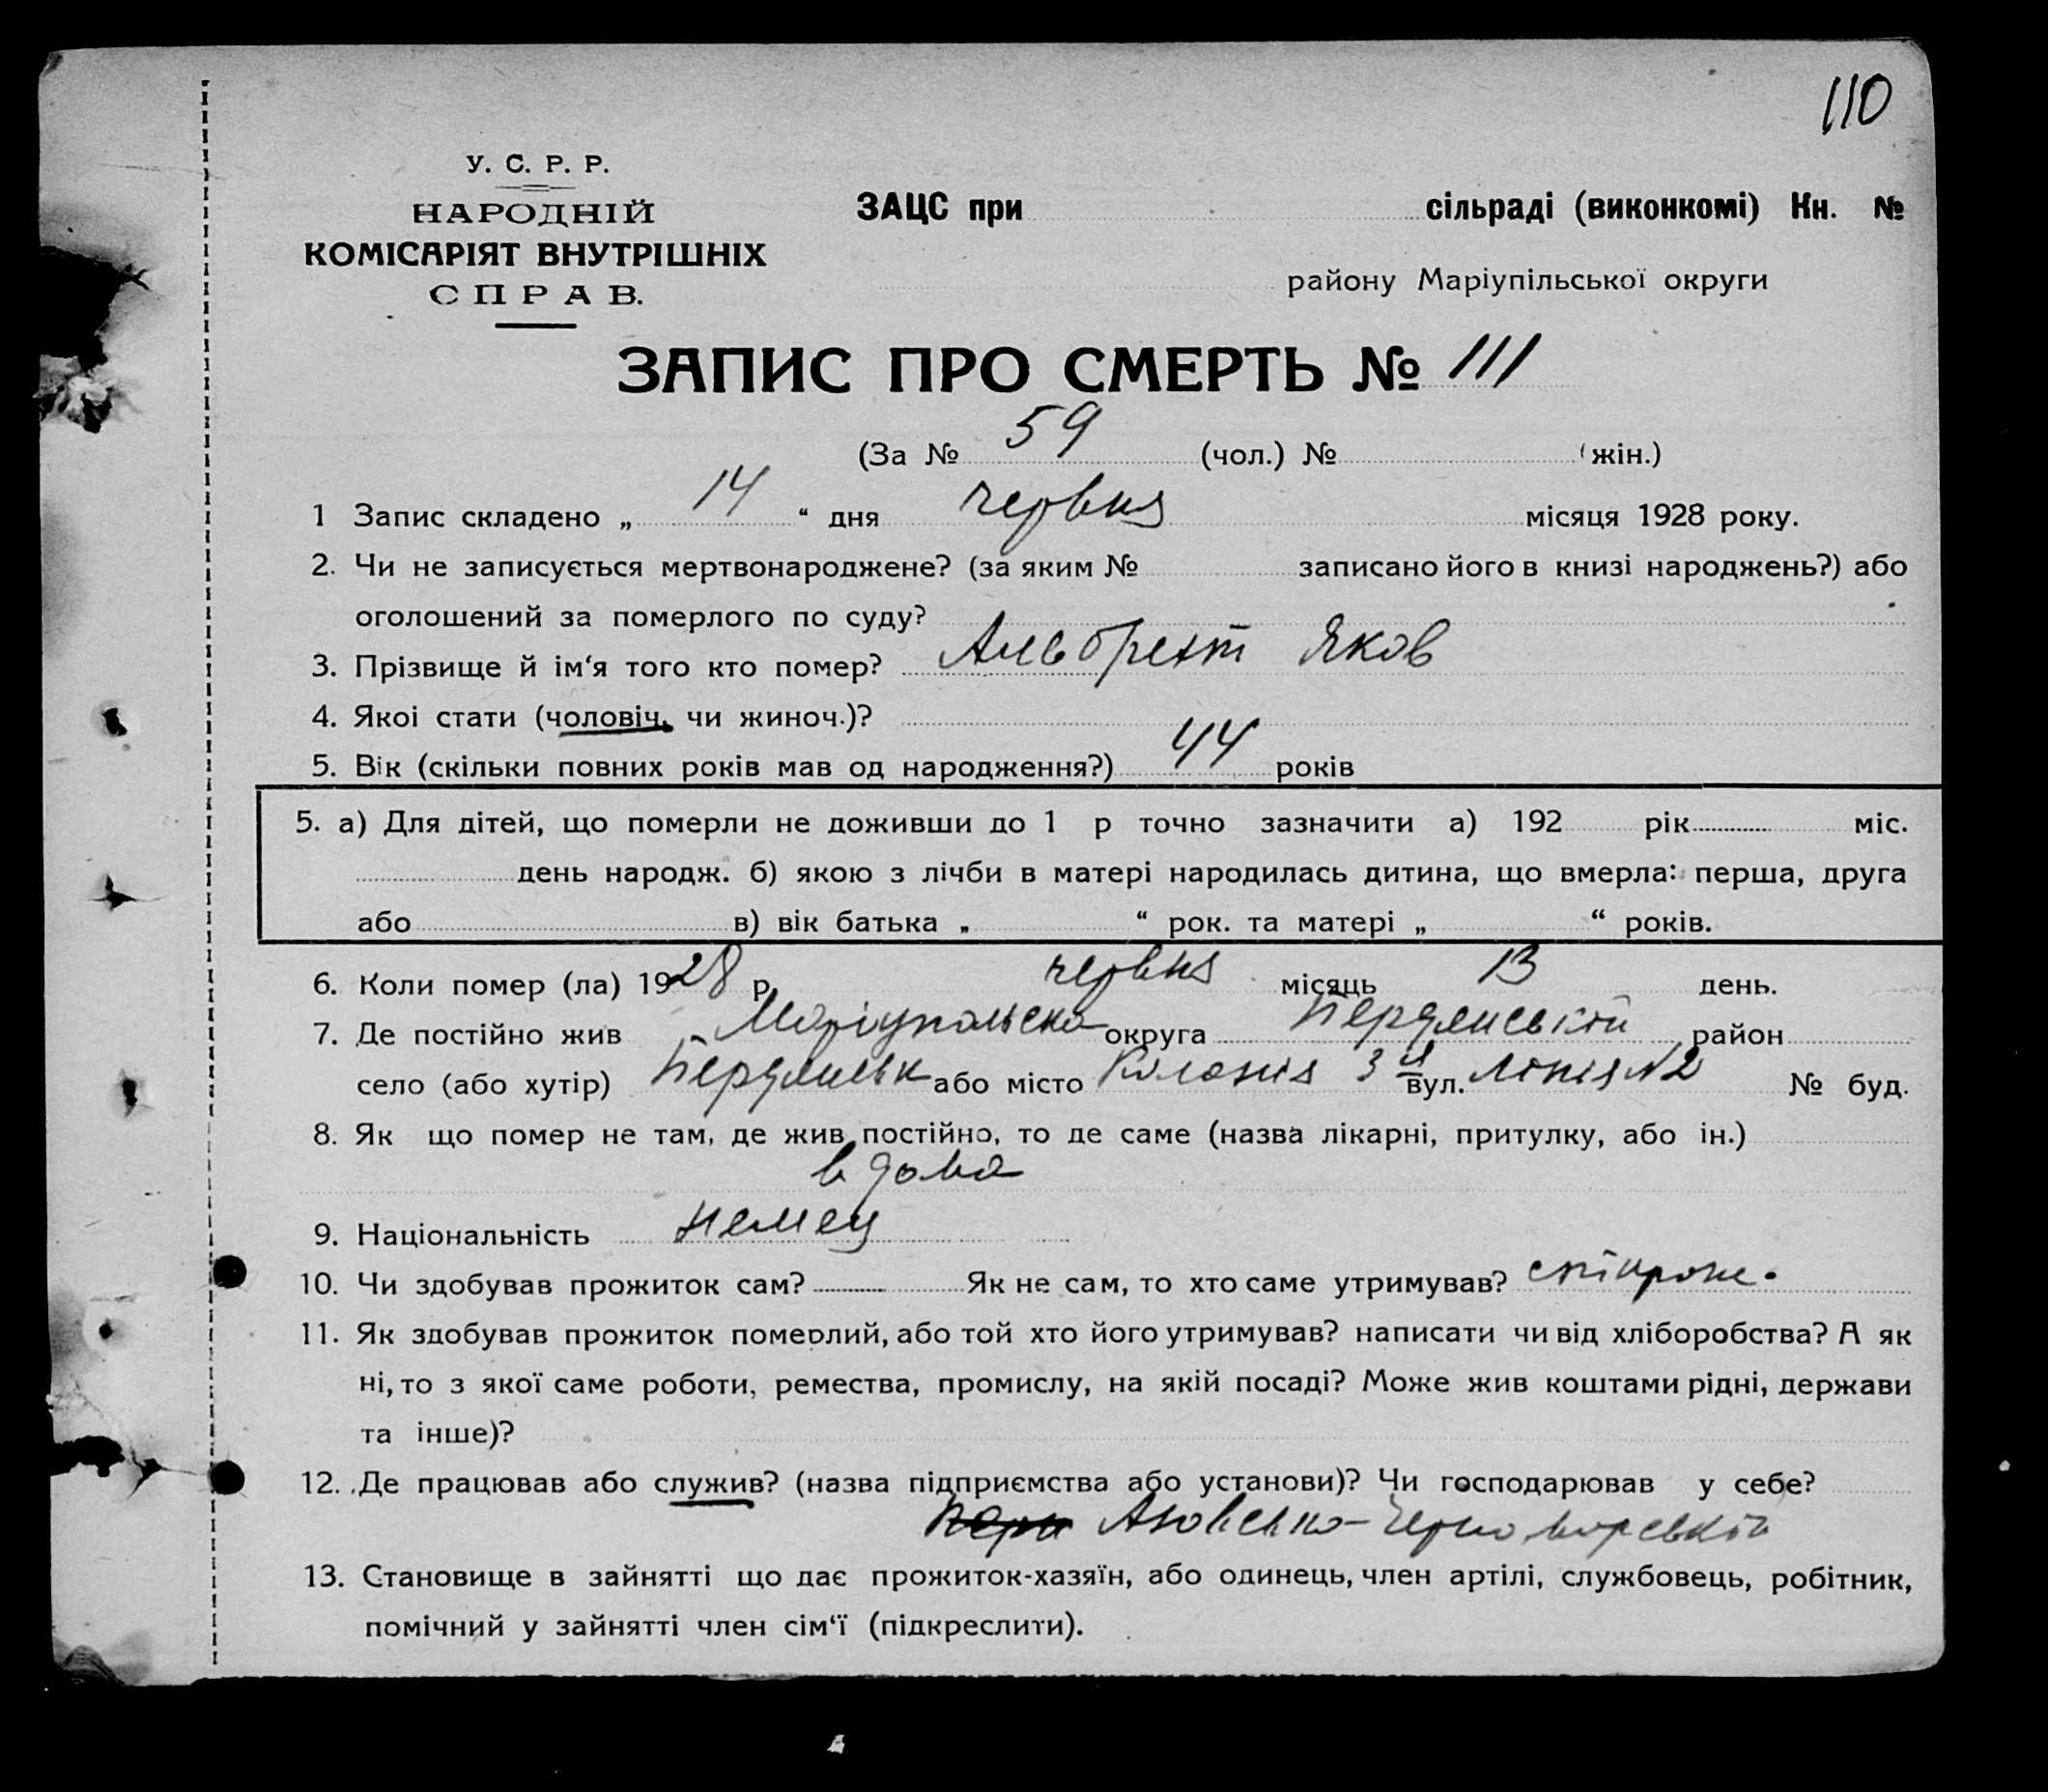 110
У. С. Р. Р.
НАРОДНІЙ
КОМІСАРІЯТ ВНУТРІШНІХ
СПРАВ.
ЗАЦС при сільраді (виконкомі) Кн. №
району Маріупільської округи
ЗАПИС ПРО СМЕРТЬ № 111
(За № 59 (чол.) № (жін.)
1 Запис складено „ 14 “ дня червня місяця 1928 року.
2. Чи не записується мертвонароджене? (за яким № записано його в книзі народжень?) або
оголошений за померлого по суду?
3. Прізвище й ім‘я того кто помер? Альбрехт Яков
4. Якоі стати (чоловіч. чи жиноч.)?
5. Вік (скільки повних років мав од народження?) 44 років
5. а) Для дітей, що померли не доживши до 1 р точно зазначити а) 192 рік міс.
день народж. б) якою з лічби в матері народилась дитина, що вмерла: перша, друга
або в) вік батька „ “ рок. та матері „ “ років.
6. Коли помер (ла) 1928 р червня місяць 13 день.
7. Де постійно жив Маріупольска округа Бердянськой район
село (або хутір) Бердянськ або місто Колонія 3 я вул. Лінія N2 № буд.
8. Як що помер не там, де жив постійно, то де саме (назва лікарні, притулку, або ін.)
в дома
9. Національність немец
10. Чи здобував прожиток сам? Як не сам, то хто саме утримував?
11. Як здобував прожиток померлий, або той хто його утримував? написати чи від хліборобства? А як
ні, то з якої саме роботи, ремества, промислу, на якій посаді? Може жив коштами рідні, держави
та інше)?
12. Де працював або служив? (назва підприємства або установи)? Чи господарював у себе?
Азовсько-Черноморській
13. Становище в зайнятті що дає прожиток-хазяїн, або одинець, член артілі, службовець, робітник,
помічний у зайнятті член сім‘ї (підкреслити).